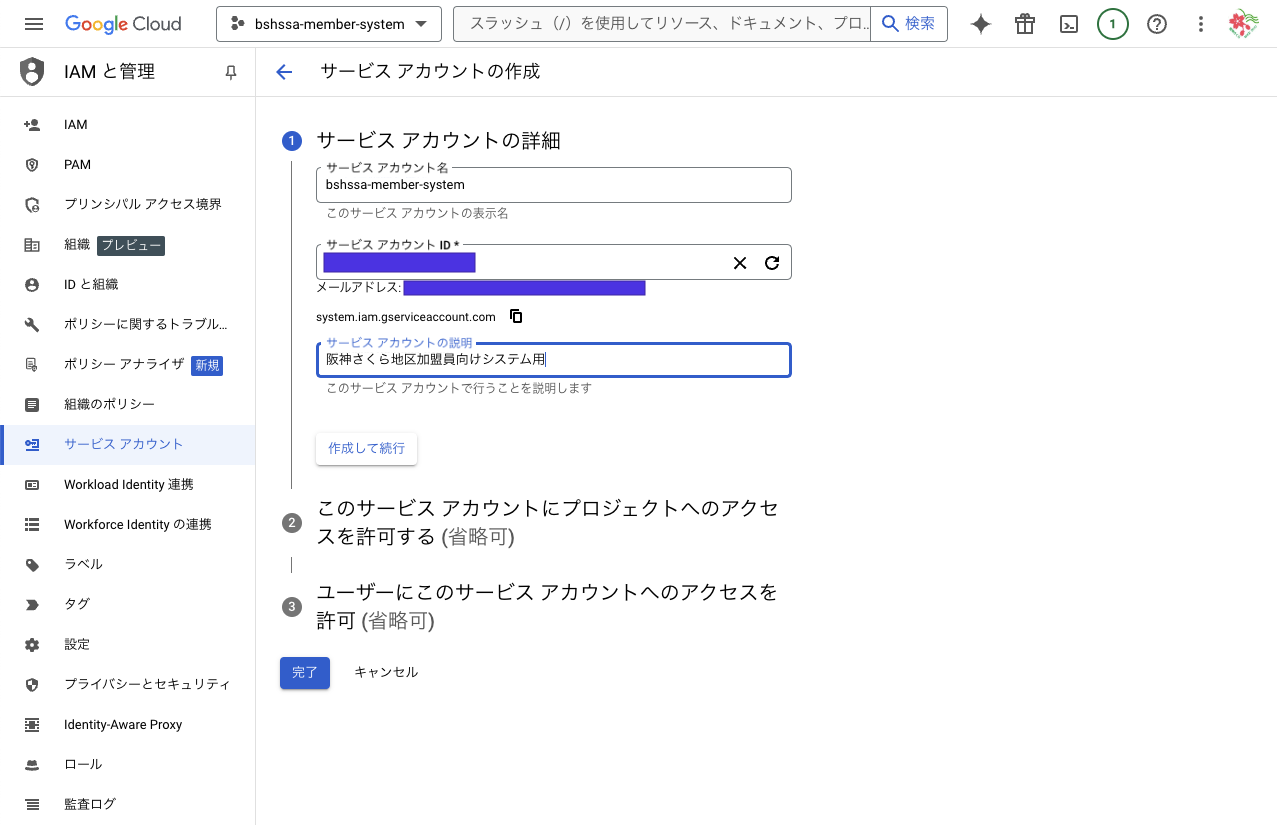 Google Cloud
bshssa-member-system
スラッシュ（/）を使用してリソース、ドキュメント、プロ...
検索
1
IAM と管理
サービス アカウントの作成
IAM
PAM
プリンシパル アクセス境界
組織 プレビュー
ID と組織
ポリシーに関するトラブル...
ポリシー アナライザ 新規
組織のポリシー
サービス アカウント
Workload Identity 連携
Workforce Identity の連携
ラベル
タグ
設定
プライバシーとセキュリティ
Identity-Aware Proxy
ロール
監査ログ
1 サービス アカウントの詳細
サービス アカウント名
bshssa-member-system
このサービス アカウントの表示名
サービス アカウント ID *
メールアドレス:
system.iam.gserviceaccount.com
サービス アカウントの説明
阪神さくら地区加盟員向けシステム用
このサービス アカウントで行うことを説明します
作成して続行
2 このサービス アカウントにプロジェクトへのアクセ
スを許可する (省略可)
3 ユーザーにこのサービス アカウントへのアクセスを
許可 (省略可)
完了 キャンセル